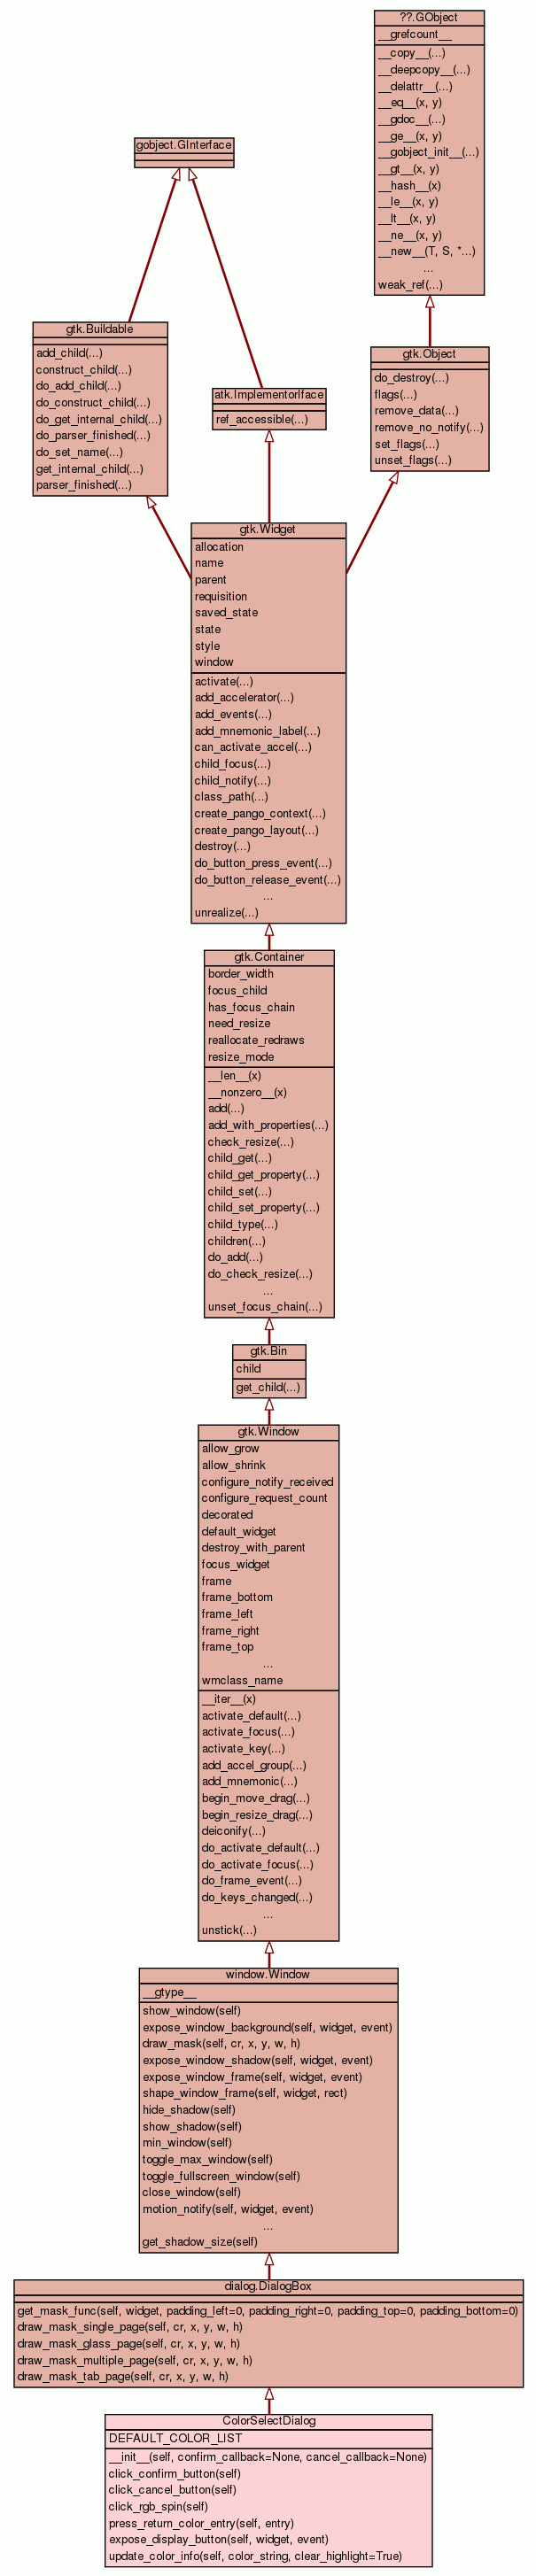 ??.GObject
__grefcount__
__copy__(...)
__deepcopy__(...)
__delattr__(...)
__eq__(x, y)
__gdoc__(...)
__ge__(x, y)
__gobject_init__(...)
__gt__(x, y)
__hash__(x)
__le__(x, y)
__lt__(x, y)
__ne__(x, y)
__new__(T, S, *...)
...
weak_ref(...)
gobject.GInterface
gtk.Buildable
add_child(...)
construct_child(...)
do_add_child(...)
do_construct_child(...)
do_get_internal_child(...)
do_parser_finished(...)
do_set_name(...)
get_internal_child(...)
parser_finished(...)
atk.ImplementorIface
ref_accessible(...)
gtk.Object
do_destroy(...)
flags(...)
remove_data(...)
remove_no_notify(...)
set_flags(...)
unset_flags(...)
gtk.Widget
allocation
name
parent
requisition
saved_state
state
style
window
activate(...)
add_accelerator(...)
add_events(...)
add_mnemonic_label(...)
can_activate_accel(...)
child_focus(...)
child_notify(...)
class_path(...)
create_pango_context(...)
create_pango_layout(...)
destroy(...)
do_button_press_event(...)
do_button_release_event(...)
...
unrealize(...)
gtk.Container
border_width
focus_child
has_focus_chain
need_resize
reallocate_redraws
resize_mode
__len__(x)
__nonzero__(x)
add(...)
add_with_properties(...)
check_resize(...)
child_get(...)
child_get_property(...)
child_set(...)
child_set_property(...)
child_type(...)
children(...)
do_add(...)
do_check_resize(...)
...
unset_focus_chain(...)
gtk.Bin
child
get_child(...)
gtk.Window
allow_grow
allow_shrink
configure_notify_received
configure_request_count
decorated
default_widget
destroy_with_parent
focus_widget
frame
frame_bottom
frame_left
frame_right
frame_top
...
wmclass_name
__iter__(x)
activate_default(...)
activate_focus(...)
activate_key(...)
add_accel_group(...)
add_mnemonic(...)
begin_move_drag(...)
begin_resize_drag(...)
deiconify(...)
do_activate_default(...)
do_activate_focus(...)
do_frame_event(...)
do_keys_changed(...)
...
unstick(...)
window.Window
__gtype__
show_window(self)
expose_window_background(self, widget, event)
draw_mask(self, cr, x, y, w, h)
expose_window_shadow(self, widget, event)
expose_window_frame(self, widget, event)
shape_window_frame(self, widget, rect)
hide_shadow(self)
show_shadow(self)
min_window(self)
toggle_max_window(self)
toggle_fullscreen_window(self)
close_window(self)
motion_notify(self, widget, event)
...
get_shadow_size(self)
dialog.DialogBox
get_mask_func(self, widget, padding_left=0, padding_right=0, padding_top=0, padding_bottom=0)
draw_mask_single_page(self, cr, x, y, w, h)
draw_mask_glass_page(self, cr, x, y, w, h)
draw_mask_multiple_page(self, cr, x, y, w, h)
draw_mask_tab_page(self, cr, x, y, w, h)
ColorSelectDialog
DEFAULT_COLOR_LIST
__init__(self, confirm_callback=None, cancel_callback=None)
click_confirm_button(self)
click_cancel_button(self)
click_rgb_spin(self)
press_return_color_entry(self, entry)
expose_display_button(self, widget, event)
update_color_info(self, color_string, clear_highlight=True)